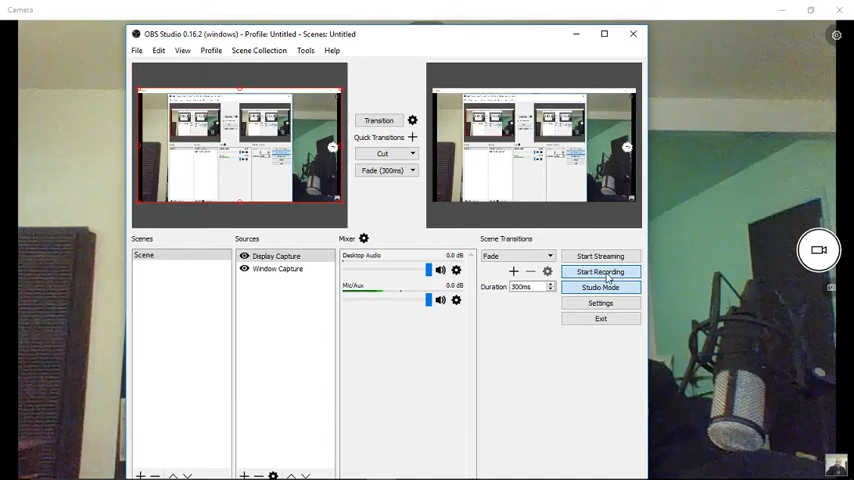 Camera
OBS Studio 0.16.2 (windows) - Profile: Untitled - Scenes: Untitled
File Edit View Profile Scene Collection Tools Help
Transition
Quick Transitions
Cut
Fade (300ms)
Scenes
Scene
Sources
Display Capture
Window Capture
Mixer
Desktop Audio 0.0 dB
Mic/Aux 0.0 dB
Scene Transitions
Fade
Duration 300ms
Start Streaming
Start Recording
Studio Mode
Settings
Exit